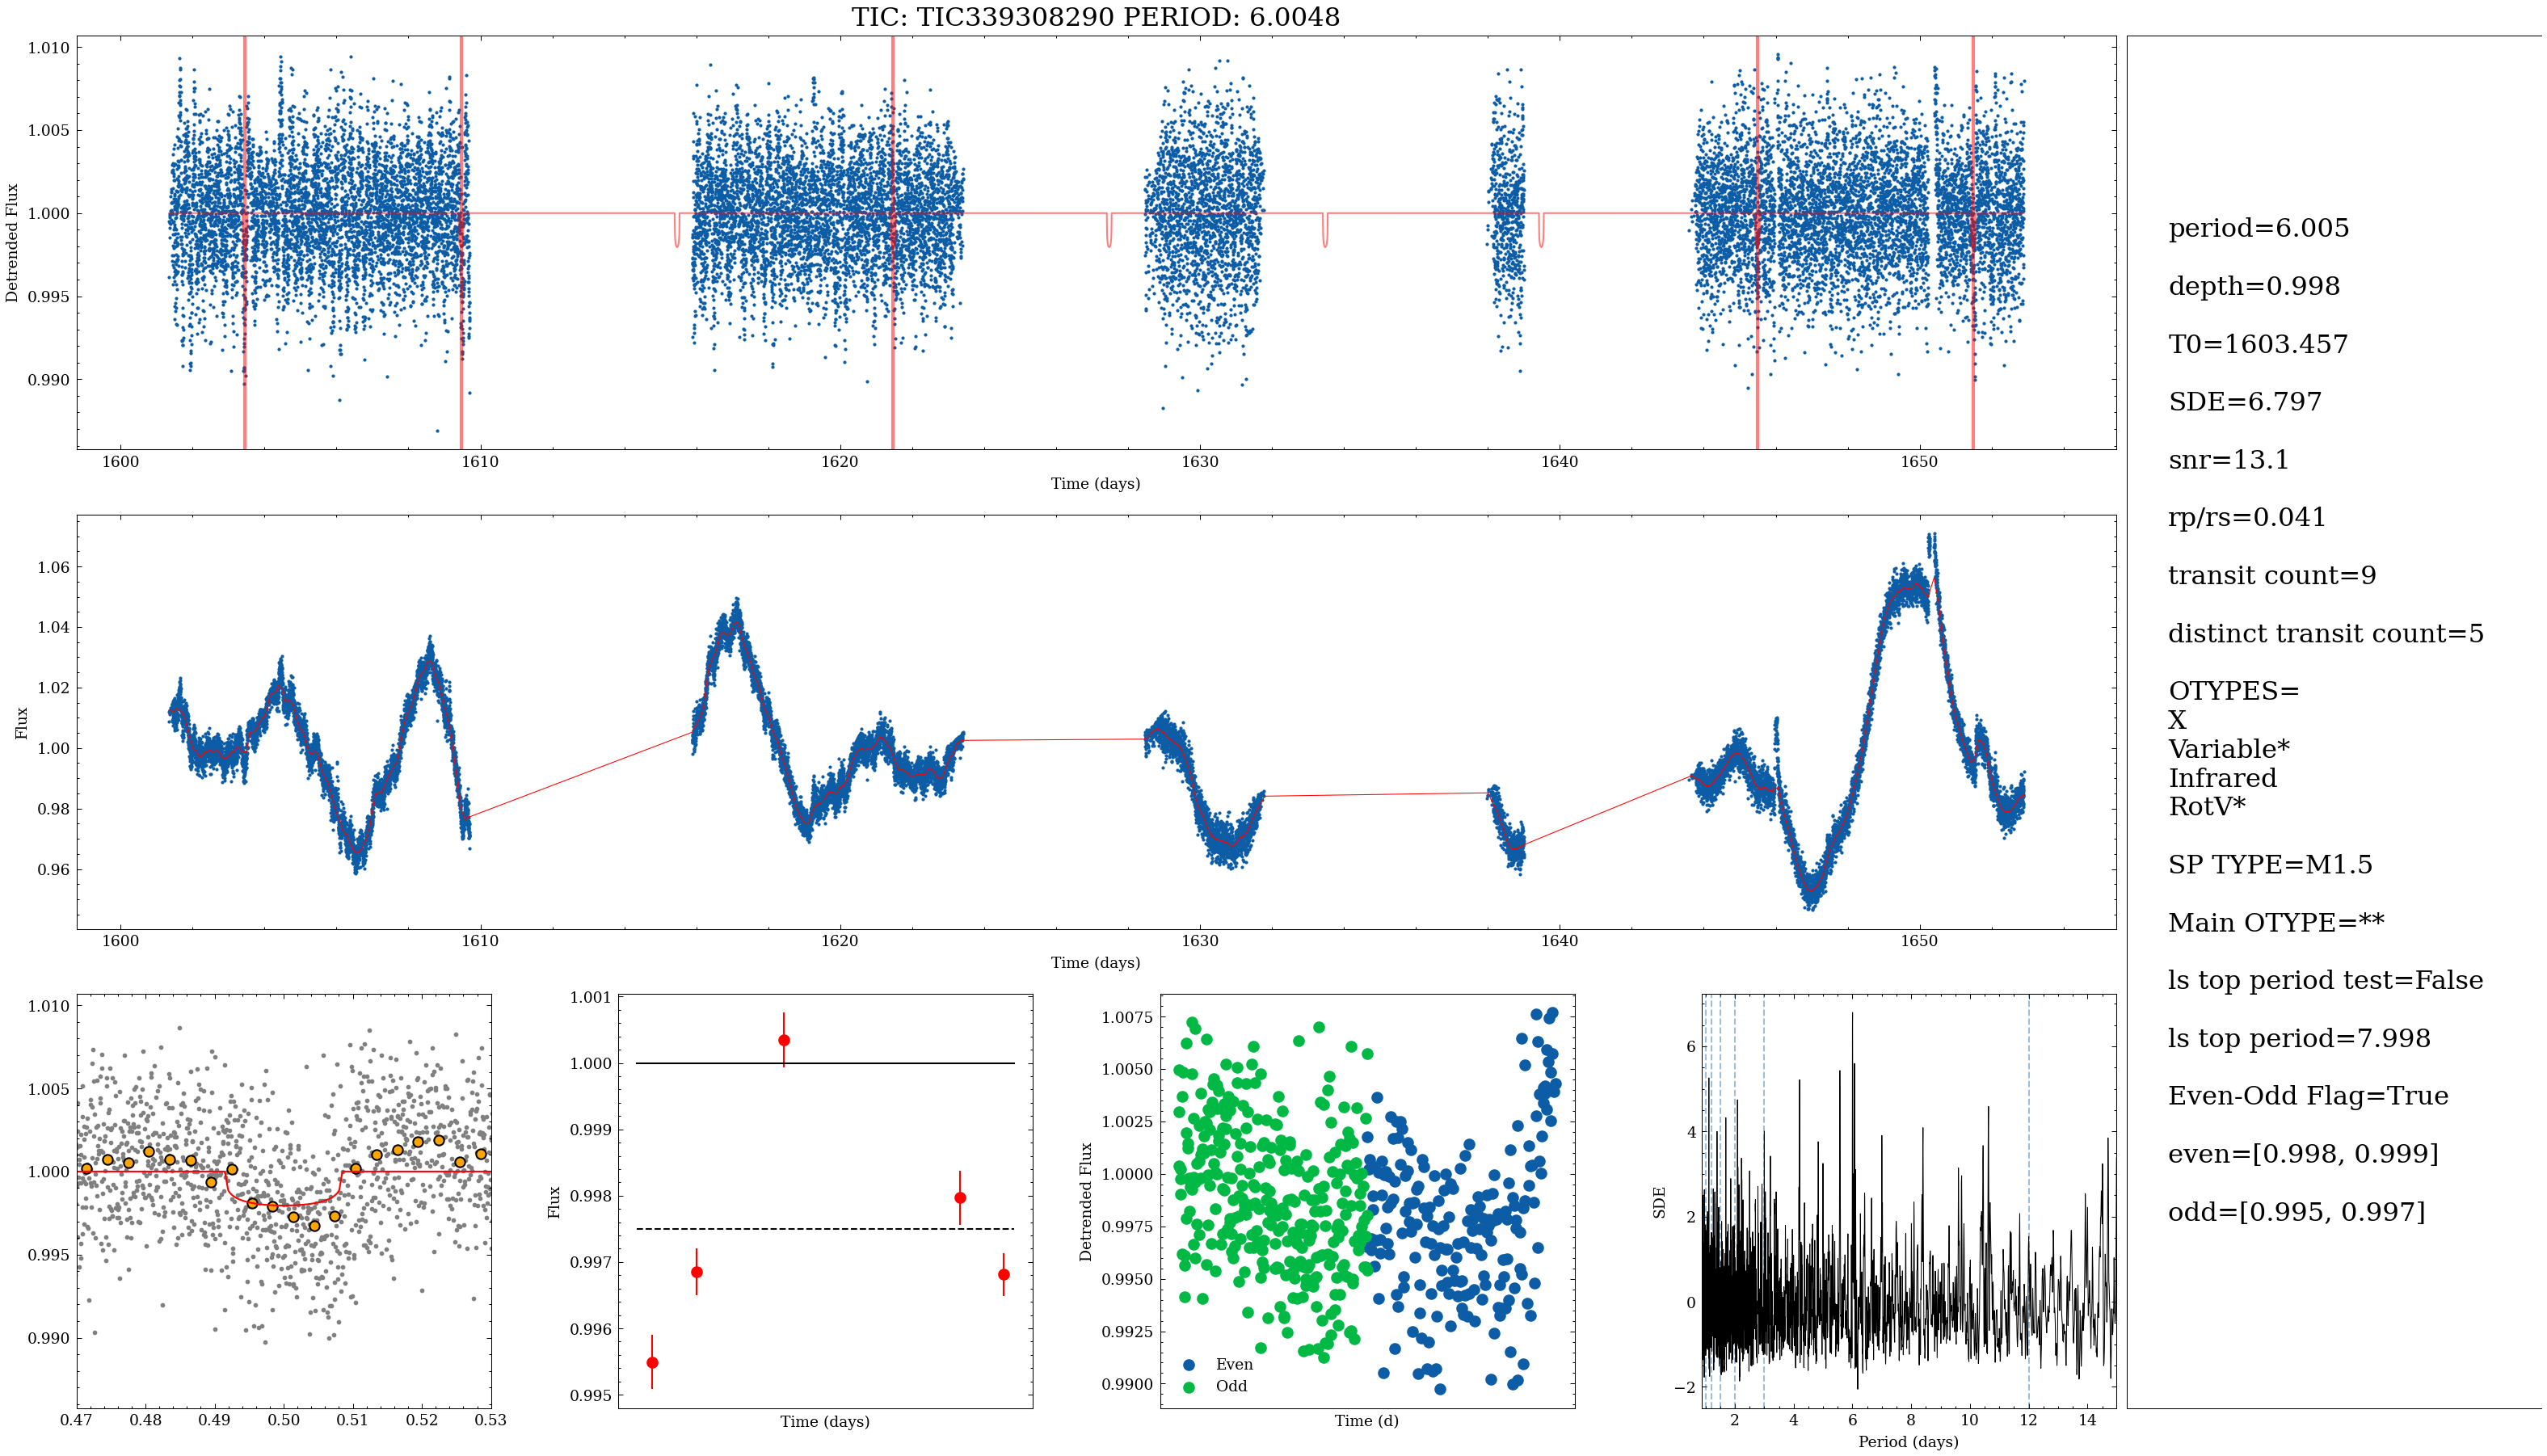 TIC: TIC339308290 PERIOD: 6.0048
1.010
1.005
1.000
0.995
0.990
Detrended Flux
1600
1610
1620
1630
1640
1650
Time (days)
1.06
1.04
1.02
1.00
0.98
0.96
Flux
1600
1610
1620
1630
1640
1650
Time (days)
1.010
1.005
1.000
0.995
0.990
0.47
0.48
0.49
0.50
0.51
0.52
0.53
1.001
1.000
0.999
0.998
0.997
0.996
0.995
Flux
Time (days)
1.0075
1.0050
1.0025
1.0000
0.9975
0.9950
0.9925
0.9900
Detrended Flux
Even
Odd
Time (d)
6
4
2
0
−2
SDE
2
4
6
8
10
12
14
Period (days)
period=6.005
depth=0.998
T0=1603.457
SDE=6.797
snr=13.1
rp/rs=0.041
transit count=9
distinct transit count=5
OTYPES=
X
Variable*
Infrared
RotV*
SP TYPE=M1.5
Main OTYPE=**
ls top period test=False
ls top period=7.998
Even-Odd Flag=True
even=[0.998, 0.999]
odd=[0.995, 0.997]